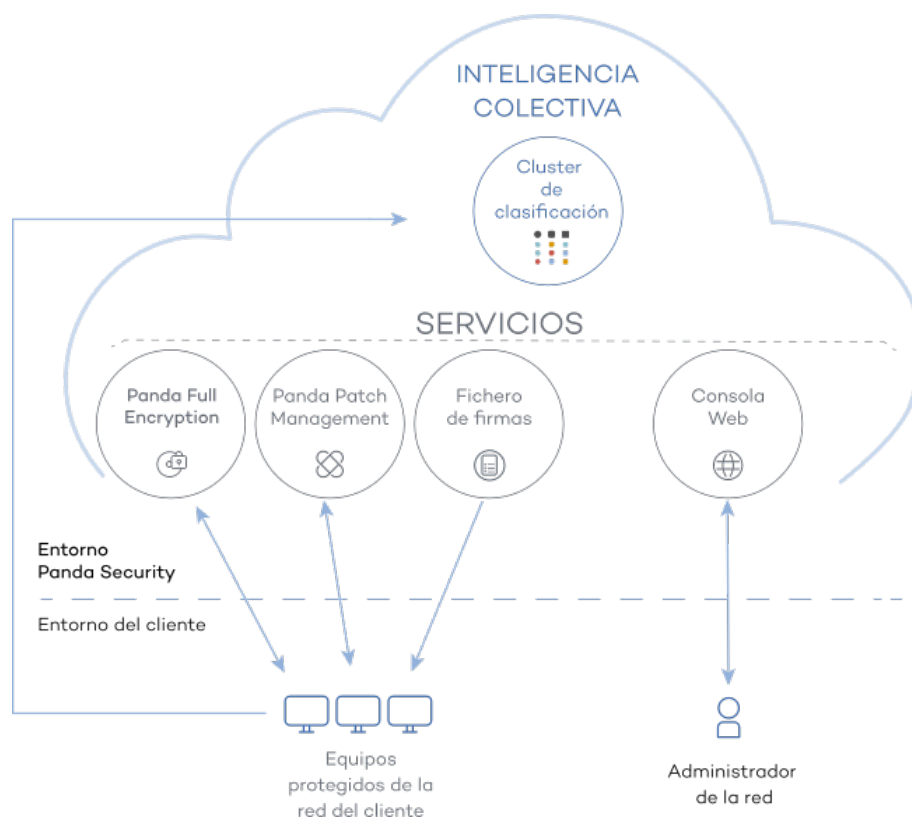 INTELIGENCIA
COLECTIVA
Cluster
de
clasificación
SERVICIOS
Panda Full
Encryption
Panda Patch
Management
Fichero
de firmas
Consola
Web
Entorno
Panda Security
Entorno del cliente
Equipos
protegidos de la
red del cliente
Administrador
de la red